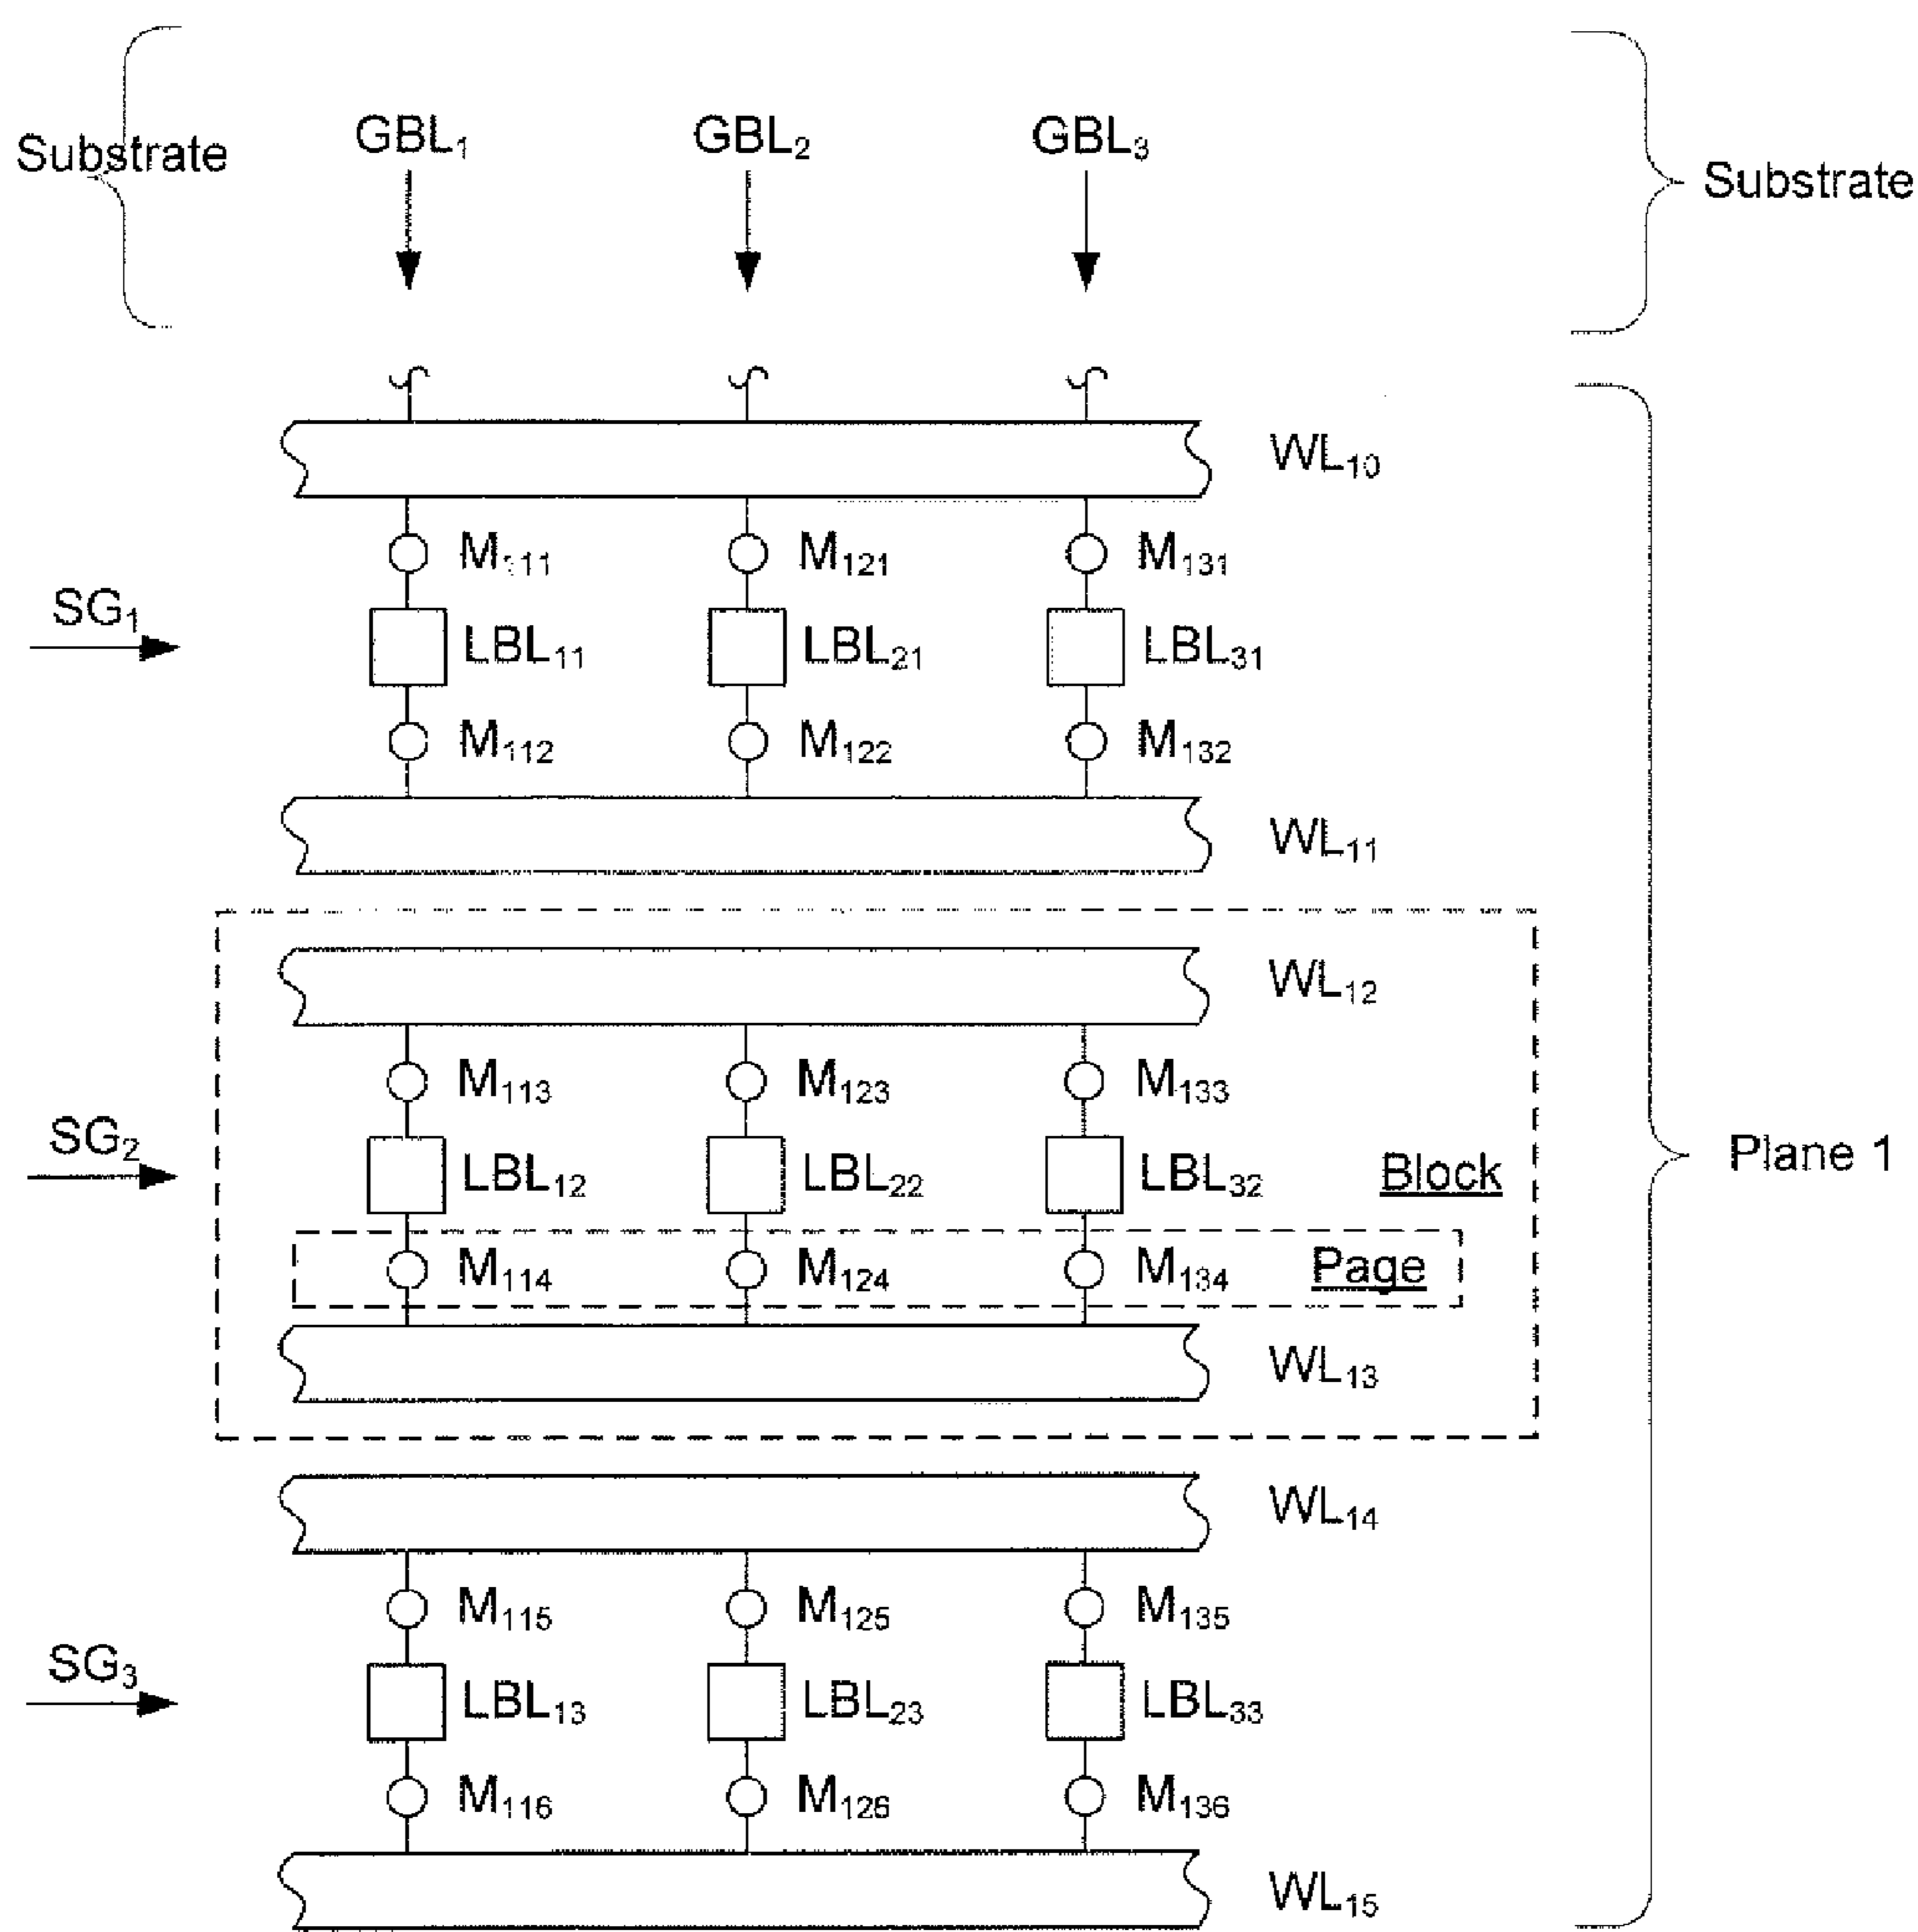 GBL₁ GBL₂ GBL₃
Substrate Substrate
WL₁₀
M₁₁₁ M₁₂₁ M₁₃₁
SG₁ LBL₁₁ LBL₂₁ LBL₃₁
M₁₁₂ M₁₂₂ M₁₃₂
WL₁₁
WL₁₂
M₁₁₃ M₁₂₃ M₁₃₃
SG₂ LBL₁₂ LBL₂₂ LBL₃₂ Block Plane 1
M₁₁₄ M₁₂₄ M₁₃₄ Page
WL₁₃
WL₁₄
M₁₁₅ M₁₂₅ M₁₃₅
SG₃ LBL₁₃ LBL₂₃ LBL₃₃
M₁₁₆ M₁₂₆ M₁₃₆
WL₁₅